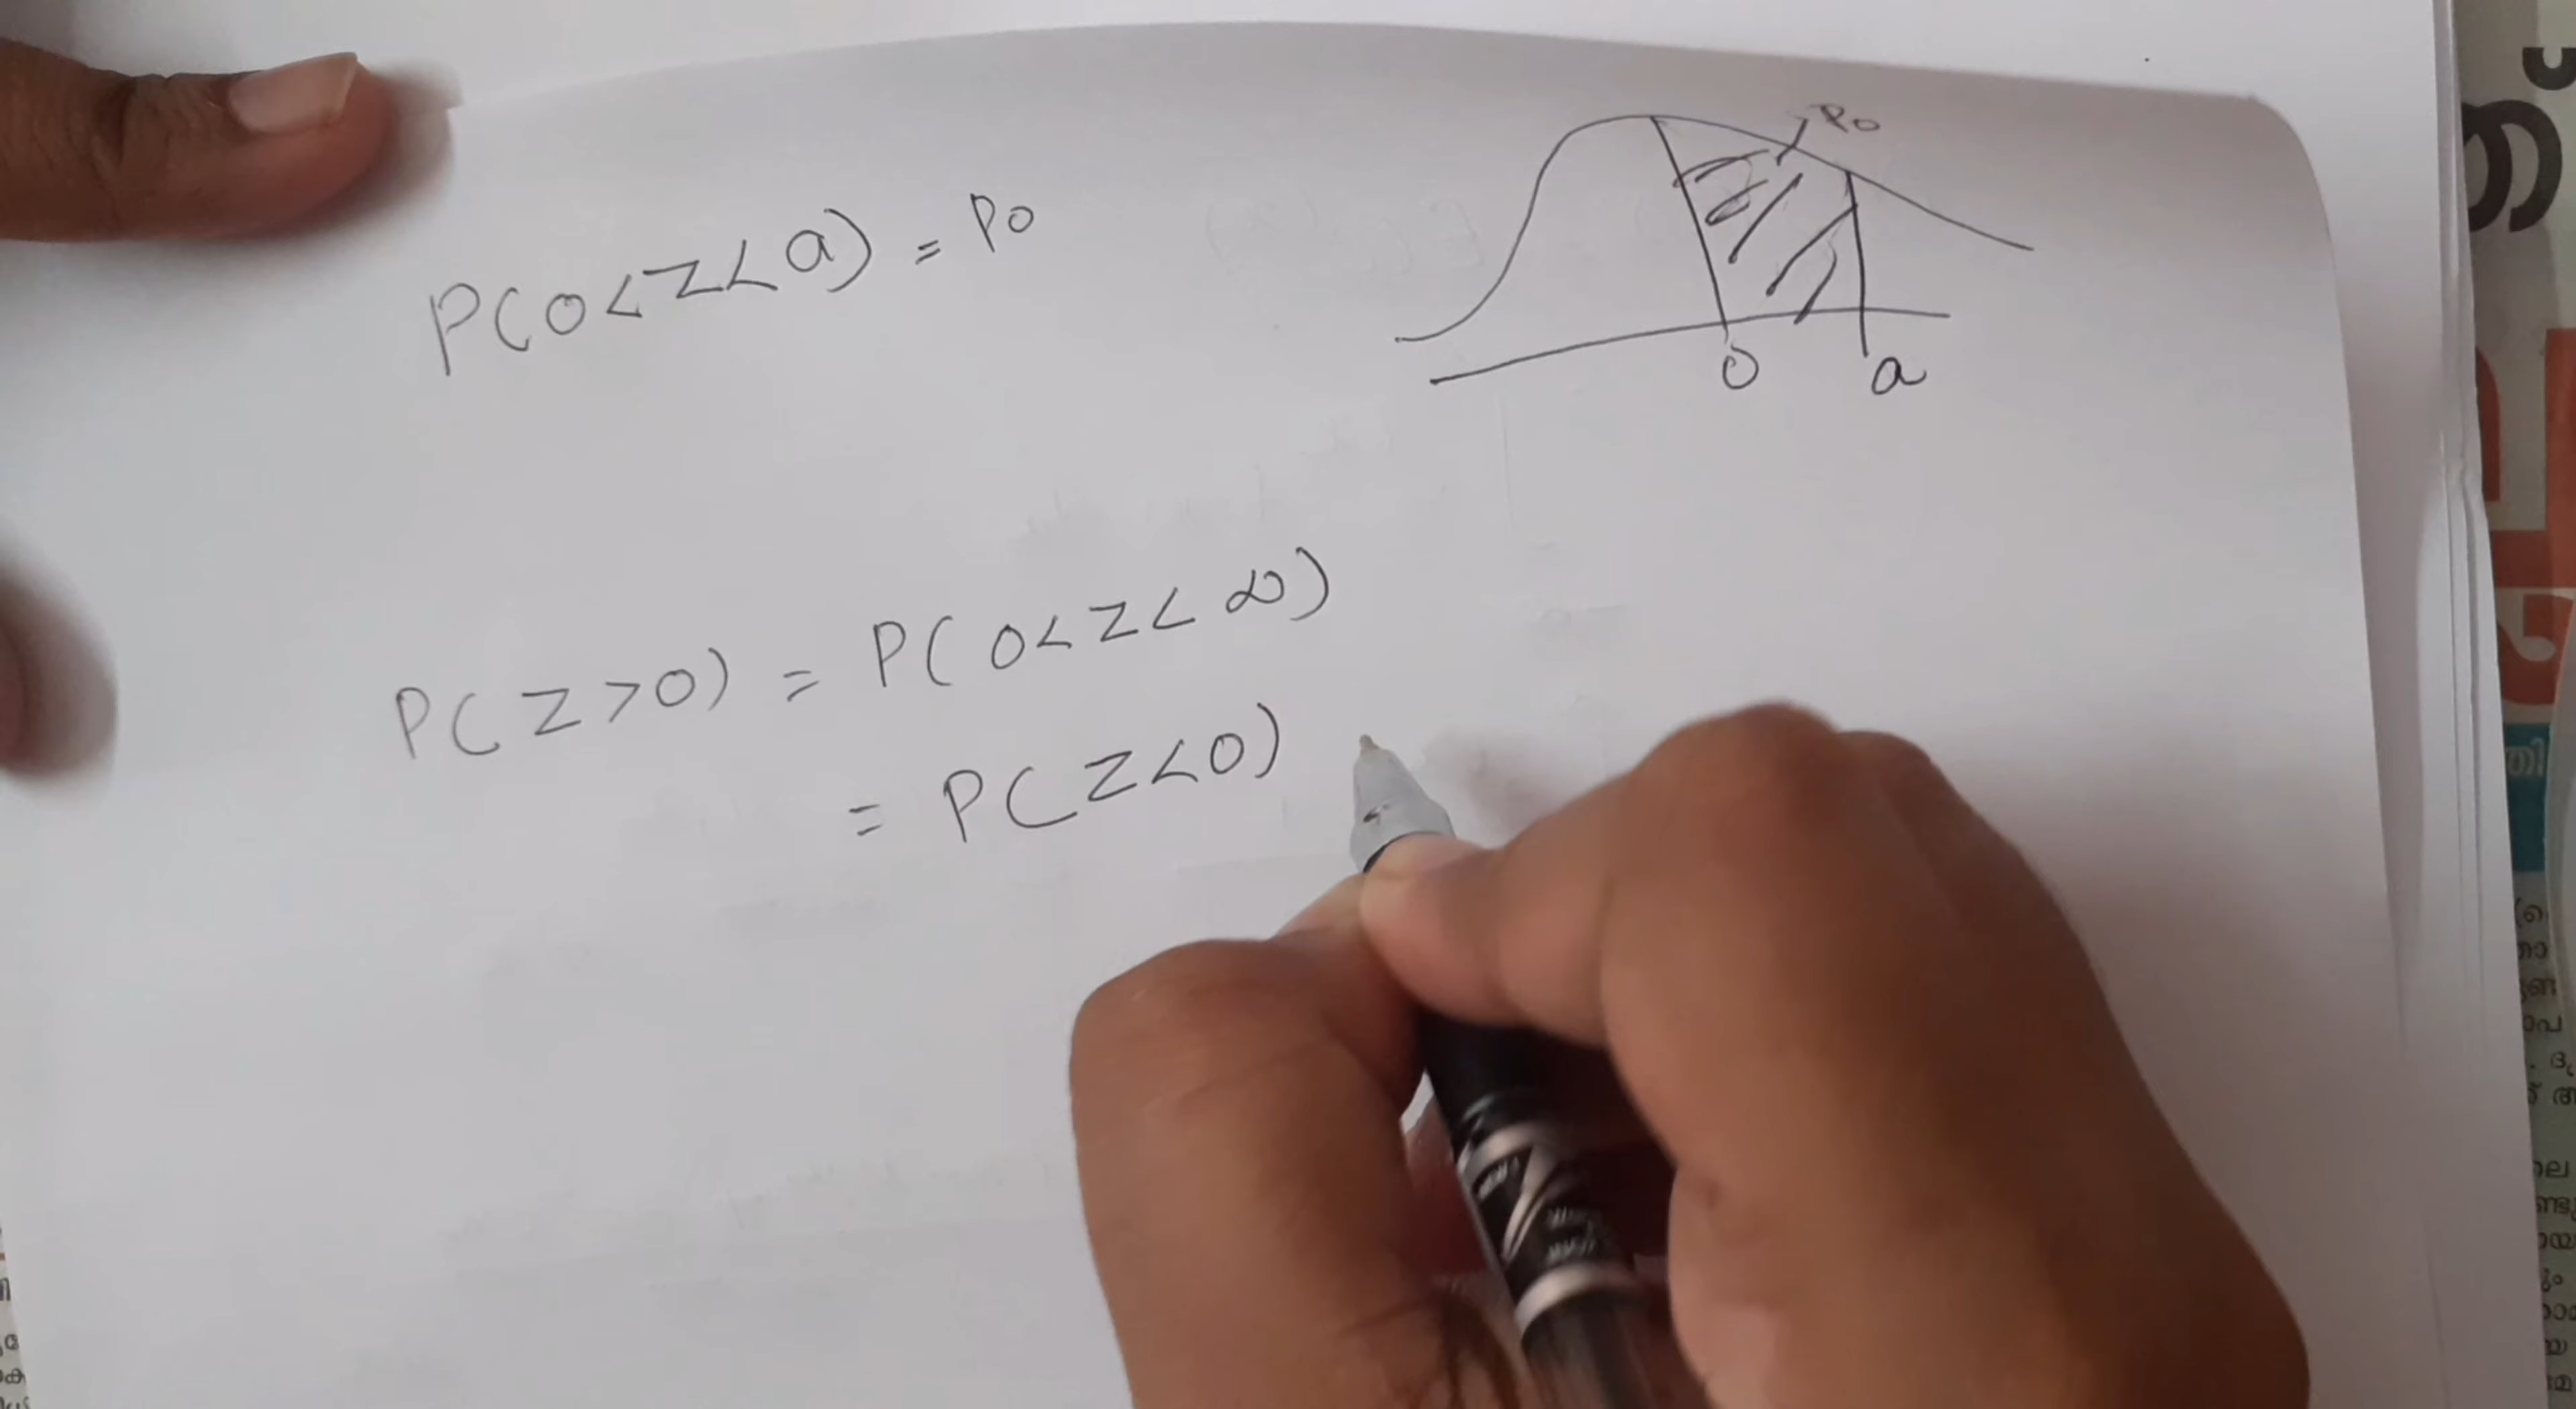 P(0<Z<a) = P0
P0
0 a
P(Z>0) = P(0<Z<∞)
= P(Z<0)